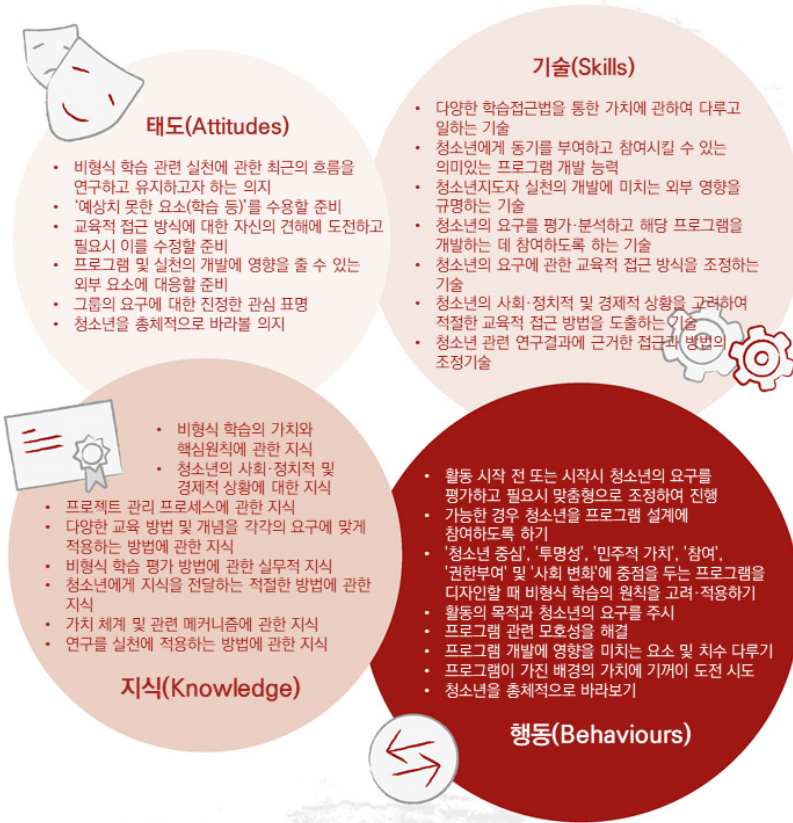 태도(Attitudes)
• 비형식 학습 관련 실천에 관한 최근의 흐름을
연구하고 유지하고자 하는 의지
• ‘예상치 못한 요소(학습 등)’를 수용할 준비
• 교육적 접근 방식에 대한 자신의 견해에 도전하고
필요시 이를 수정할 준비
• 프로그램 및 실천의 개발에 영향을 줄 수 있는
외부 요소에 대응할 준비
• 그룹의 요구에 대한 진정한 관심 표명
• 청소년을 총체적으로 바라볼 의지
기술(Skills)
• 다양한 학습접근법을 통한 가치에 관하여 다루고
일하는 기술
• 청소년에게 동기를 부여하고 참여시킬 수 있는
의미있는 프로그램 개발 능력
• 청소년지도자 실천의 개발에 미치는 외부 영향을
규명하는 기술
• 청소년의 요구를 평가·분석하고 해당 프로그램을
개발하는 데 참여하도록 하는 기술
• 청소년의 요구에 관한 교육적 접근 방식을 조정하는
기술
• 청소년의 사회·정치적 및 경제적 상황을 고려하여
적절한 교육적 접근 방법을 도출하는 기술
• 청소년 관련 연구결과에 근거한 접근과 방법의
조정기술
• 비형식 학습의 가치와
핵심원칙에 관한 지식
• 청소년의 사회·정치적 및
경제적 상황에 대한 지식
• 프로젝트 관리 프로세스에 관한 지식
• 다양한 교육 방법 및 개념을 각각의 요구에 맞게
적용하는 방법에 관한 지식
• 비형식 학습 평가 방법에 관한 실무적 지식
• 청소년에게 지식을 전달하는 적절한 방법에 관한
지식
• 가치 체계 및 관련 메커니즘에 관한 지식
• 연구를 실천에 적용하는 방법에 관한 지식
지식(Knowledge)
• 활동 시작 전 또는 시작시 청소년의 요구를
평가하고 필요시 맞춤형으로 조정하여 진행
• 가능한 경우 청소년을 프로그램 설계에
참여하도록 하기
• '청소년 중심', '투명성', '민주적 가치', '참여',
'권한부여' 및 '사회 변화'에 중점을 두는 프로그램을
디자인할 때 비형식 학습의 원칙을 고려·적용하기
• 활동의 목적과 청소년의 요구를 주시
• 프로그램 관련 모호성을 해결
• 프로그램 개발에 영향을 미치는 요소 및 치수 다루기
• 프로그램이 가진 배경의 가치에 기꺼이 도전 시도
• 청소년을 총체적으로 바라보기
행동(Behaviours)